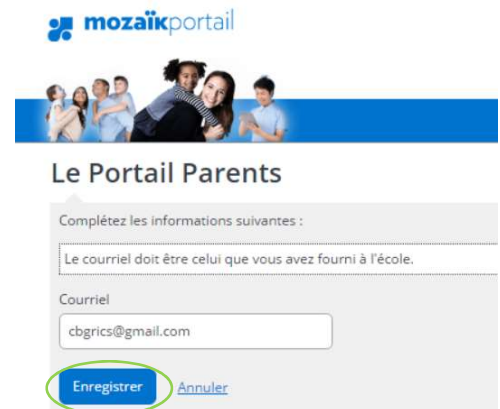 mozaïkportail
Le Portail Parents
Complétez les informations suivantes :
Le courriel doit être celui que vous avez fourni à l'école.
Courriel
cbgrics@gmail.com
Enregistrer Annuler